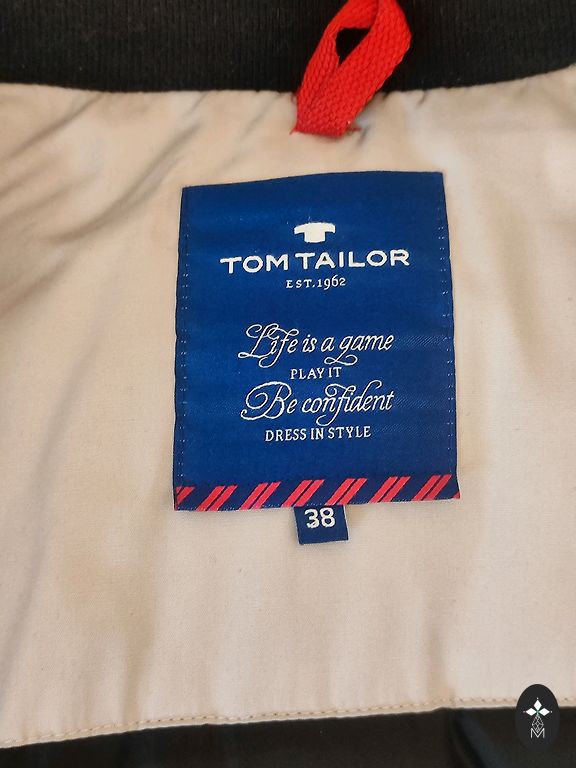 TOM TAILOR
EST. 1962
Life is a game
PLAY IT
Be confident
DRESS IN STYLE
38
M